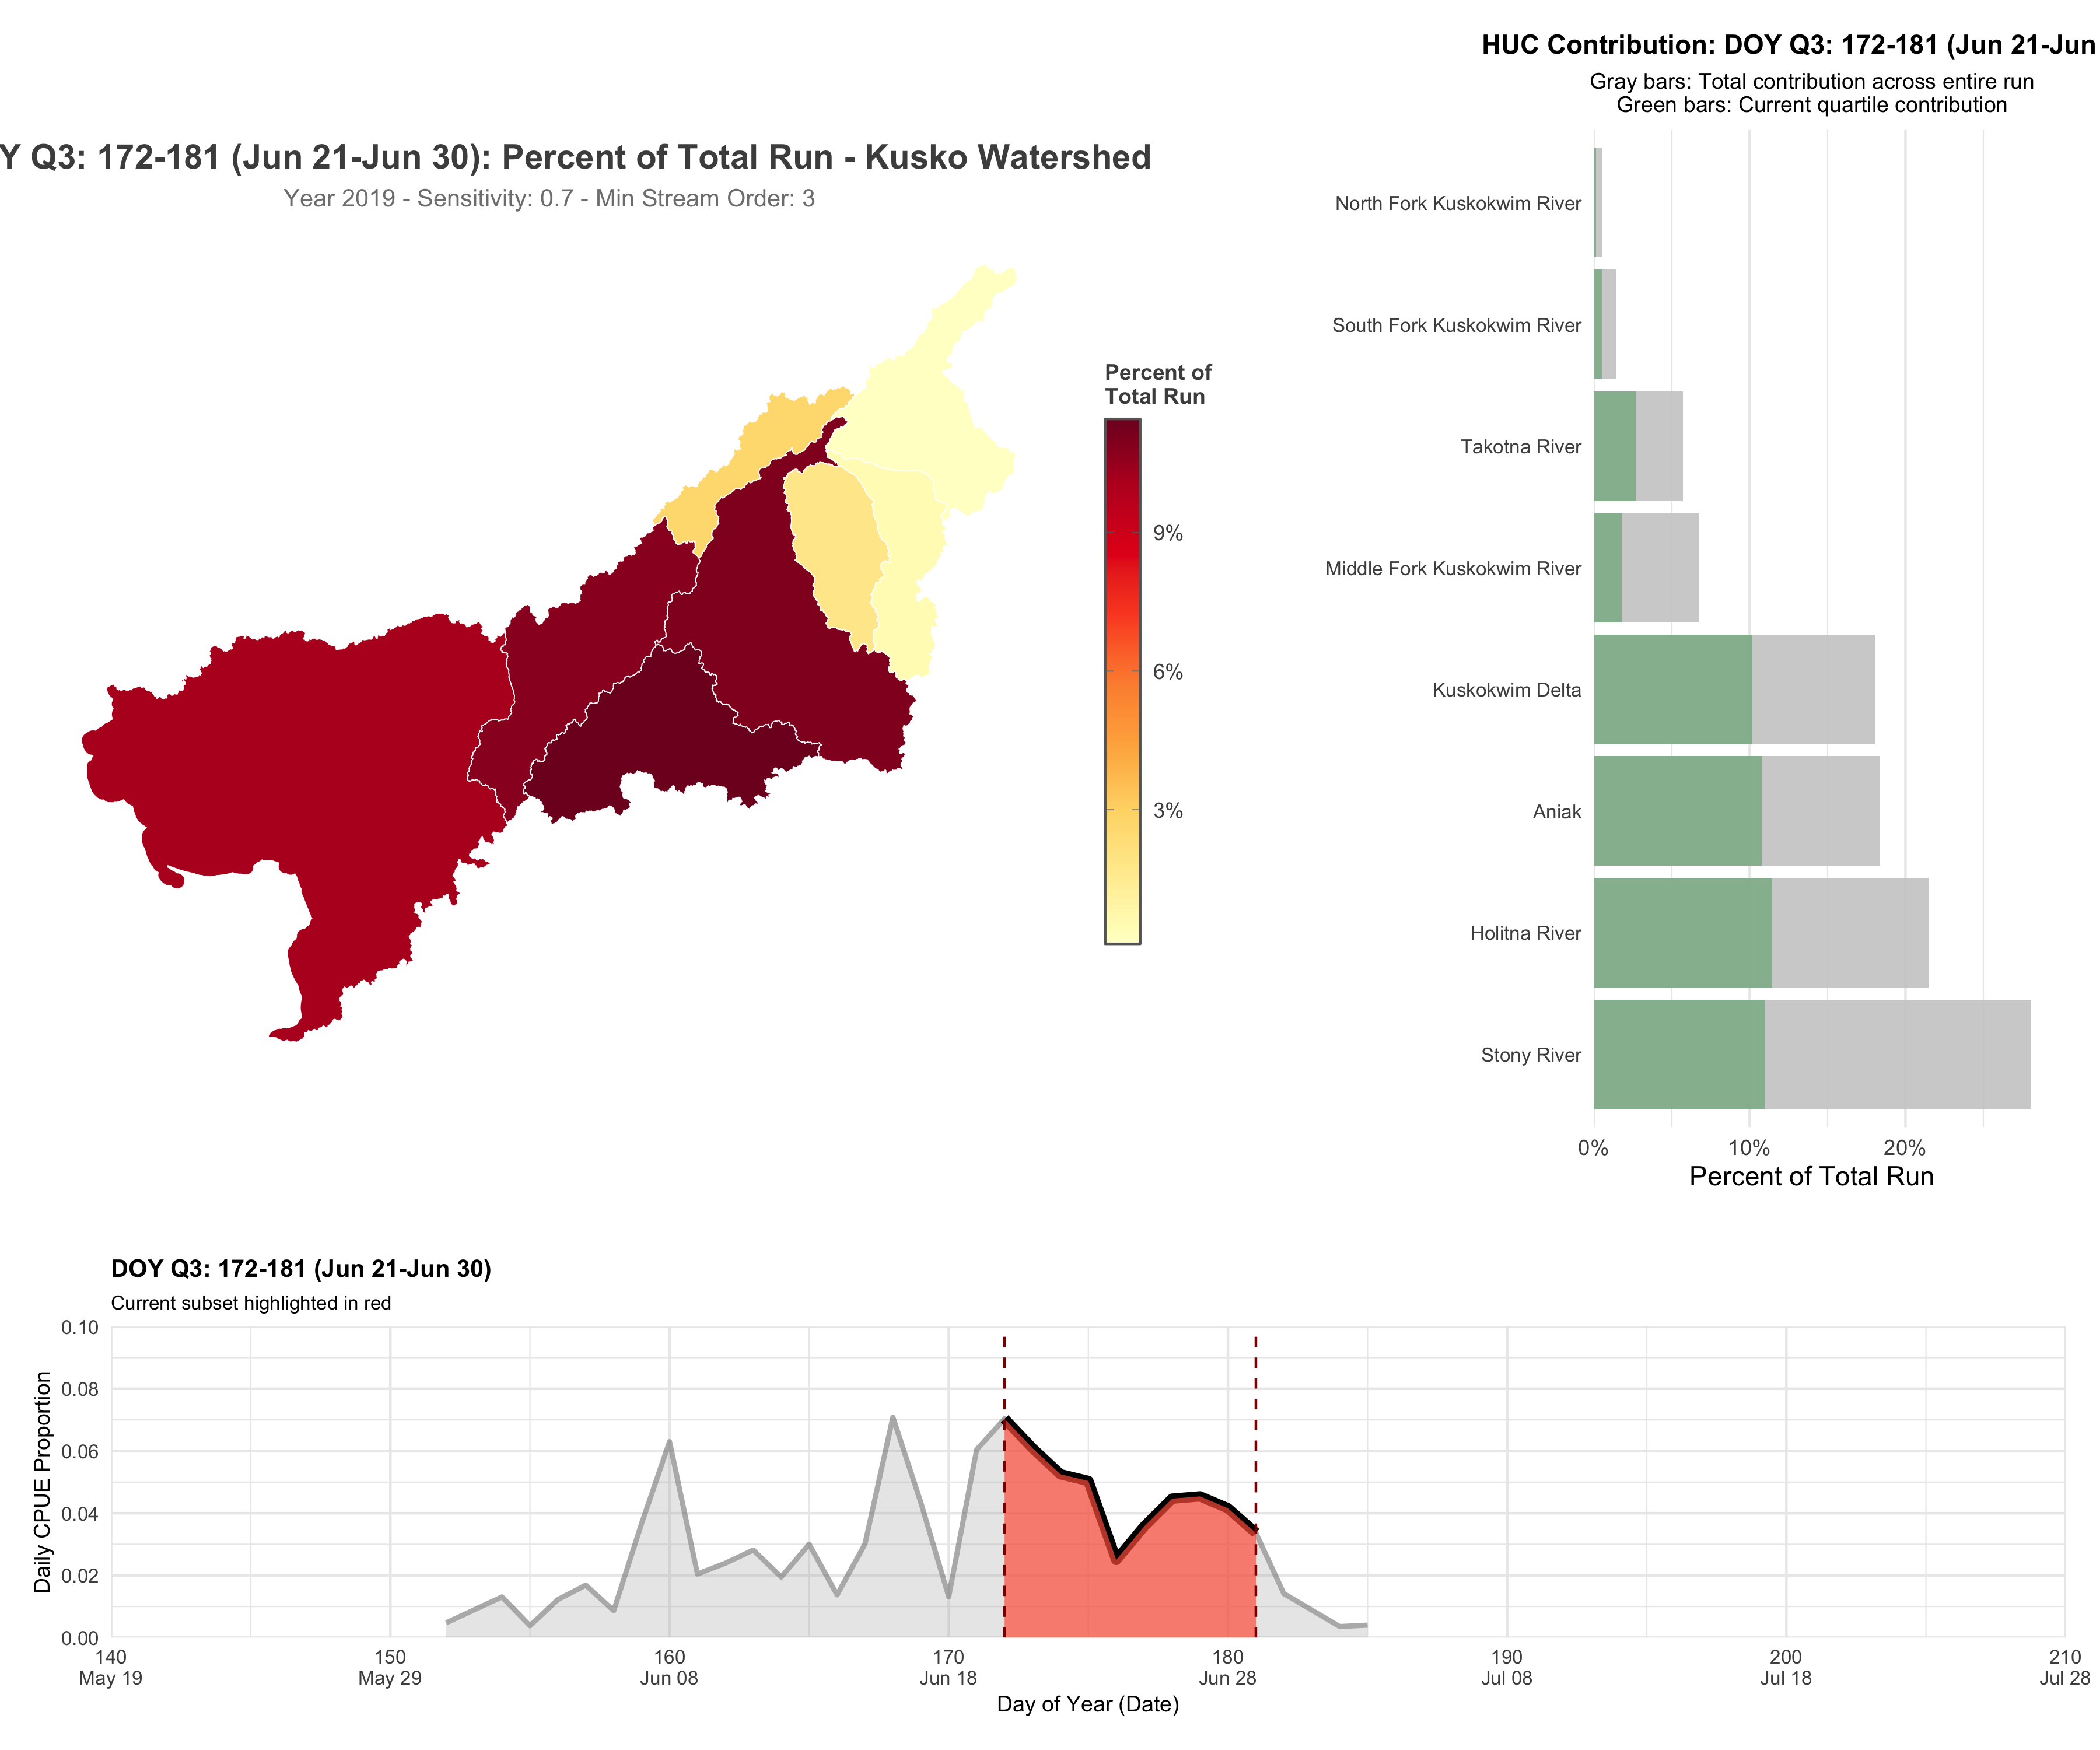 Y Q3: 172-181 (Jun 21-Jun 30): Percent of Total Run - Kusko Watershed
Year 2019 - Sensitivity: 0.7 - Min Stream Order: 3
Percent of
Total Run
9%
6%
3%
HUC Contribution: DOY Q3: 172-181 (Jun 21-Jun
Gray bars: Total contribution across entire run
Green bars: Current quartile contribution
North Fork Kuskokwim River
South Fork Kuskokwim River
Takotna River
Middle Fork Kuskokwim River
Kuskokwim Delta
Aniak
Holitna River
Stony River
0% 10% 20%
Percent of Total Run
DOY Q3: 172-181 (Jun 21-Jun 30)
Current subset highlighted in red
Daily CPUE Proportion
0.10
0.08
0.06
0.04
0.02
0.00
140 150 160 170 180 190 200 210
May 19 May 29 Jun 08 Jun 18 Jun 28 Jul 08 Jul 18 Jul 28
Day of Year (Date)